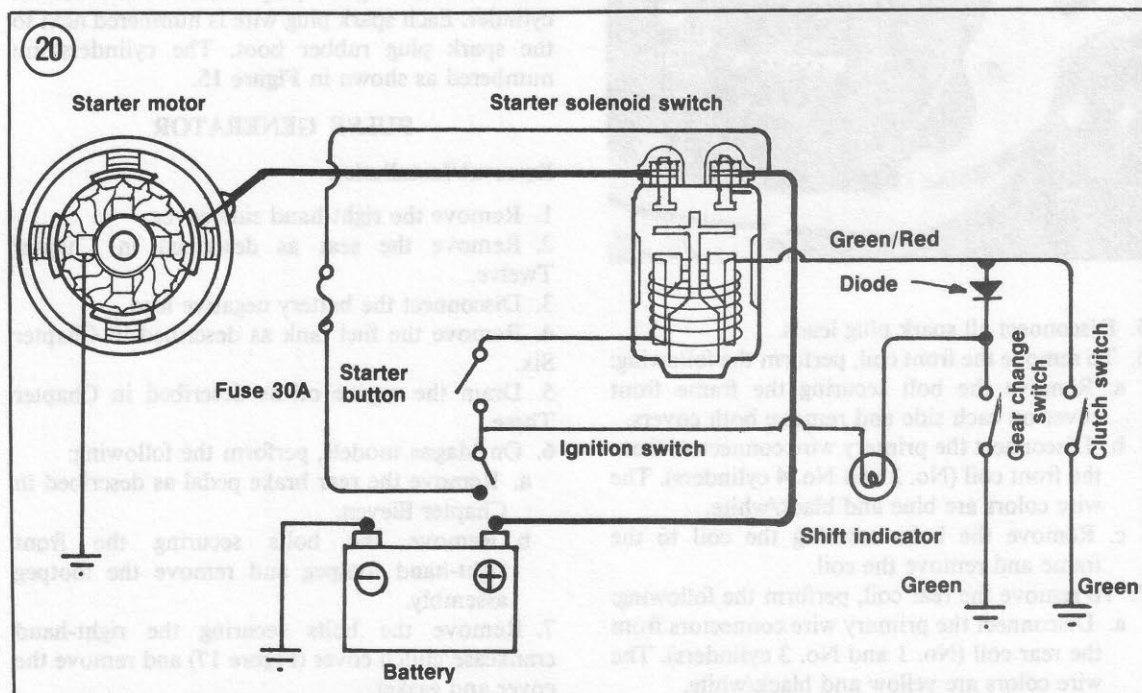 20
Starter motor
Starter solenoid switch
Green/Red
Diode
Fuse 30A
Starter
button
Ignition switch
Gear change
switch
Clutch switch
Shift indicator
Green
Green
Battery
cylinder. Each spark plug wire is numbered next to
the spark plug rubber boot. The cylinders are
numbered as shown in Figure 15.
PULSE GENERATOR
1. Remove the right-hand
2. Remove the seat as described in
Twelve.
3. Disconnect the battery negative
4. Remove the fuel tank as described in Chapter
Six.
5. Drain the as described in Chapter
Three.
6. On Magna models, perform the following:
a. Remove the rear brake pedal as described in
Chapter Eleven.
b. Remove the bolts securing the front
right-hand footpeg and remove the footpeg
assembly.
7. Remove the bolts securing the right-hand
crankcase clutch cover (Figure 17) and remove the
cover and gasket.
Disconnect all spark plug leads.
To remove the front coil, perform the following:
a. Remove the bolt securing the frame front
cover on each side and remove both covers.
b. Disconnect the primary wire connectors from
the front coil (No. and No. 4 cylinders). The
wire colors are blue and black/white.
c. Remove the securing the coil to the
frame and remove the coil.
To remove the rear coil, perform the following:
a. Disconnect the primary wire connectors from
the rear coil (No. 1 and No. 3 cylinders). The
wire colors are yellow and black/white.